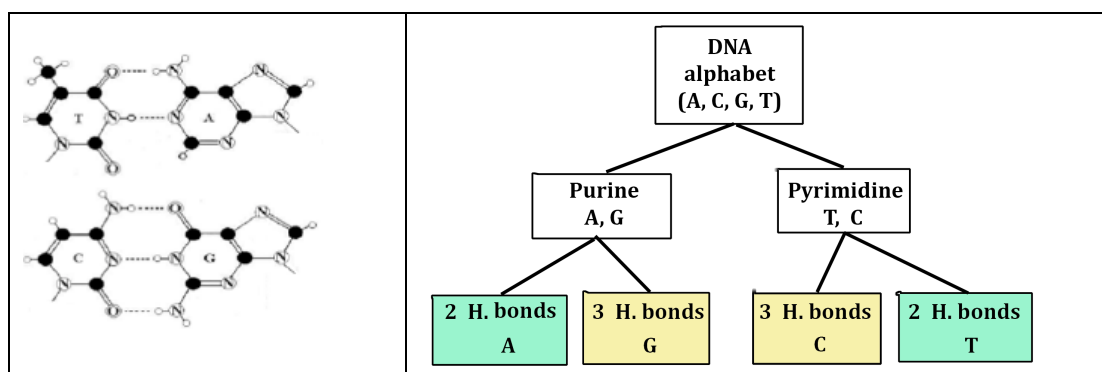 O
N
N
T
N
A
N
N
N
N
O
N
O
N
C
N
N
G
N
N
N
O
N
DNA
alphabet
(A, C, G, T)
Purine
A, G
Pyrimidine
T, C
2 H. bonds
A
3 H. bonds
G
3 H. bonds
C
2 H. bonds
T